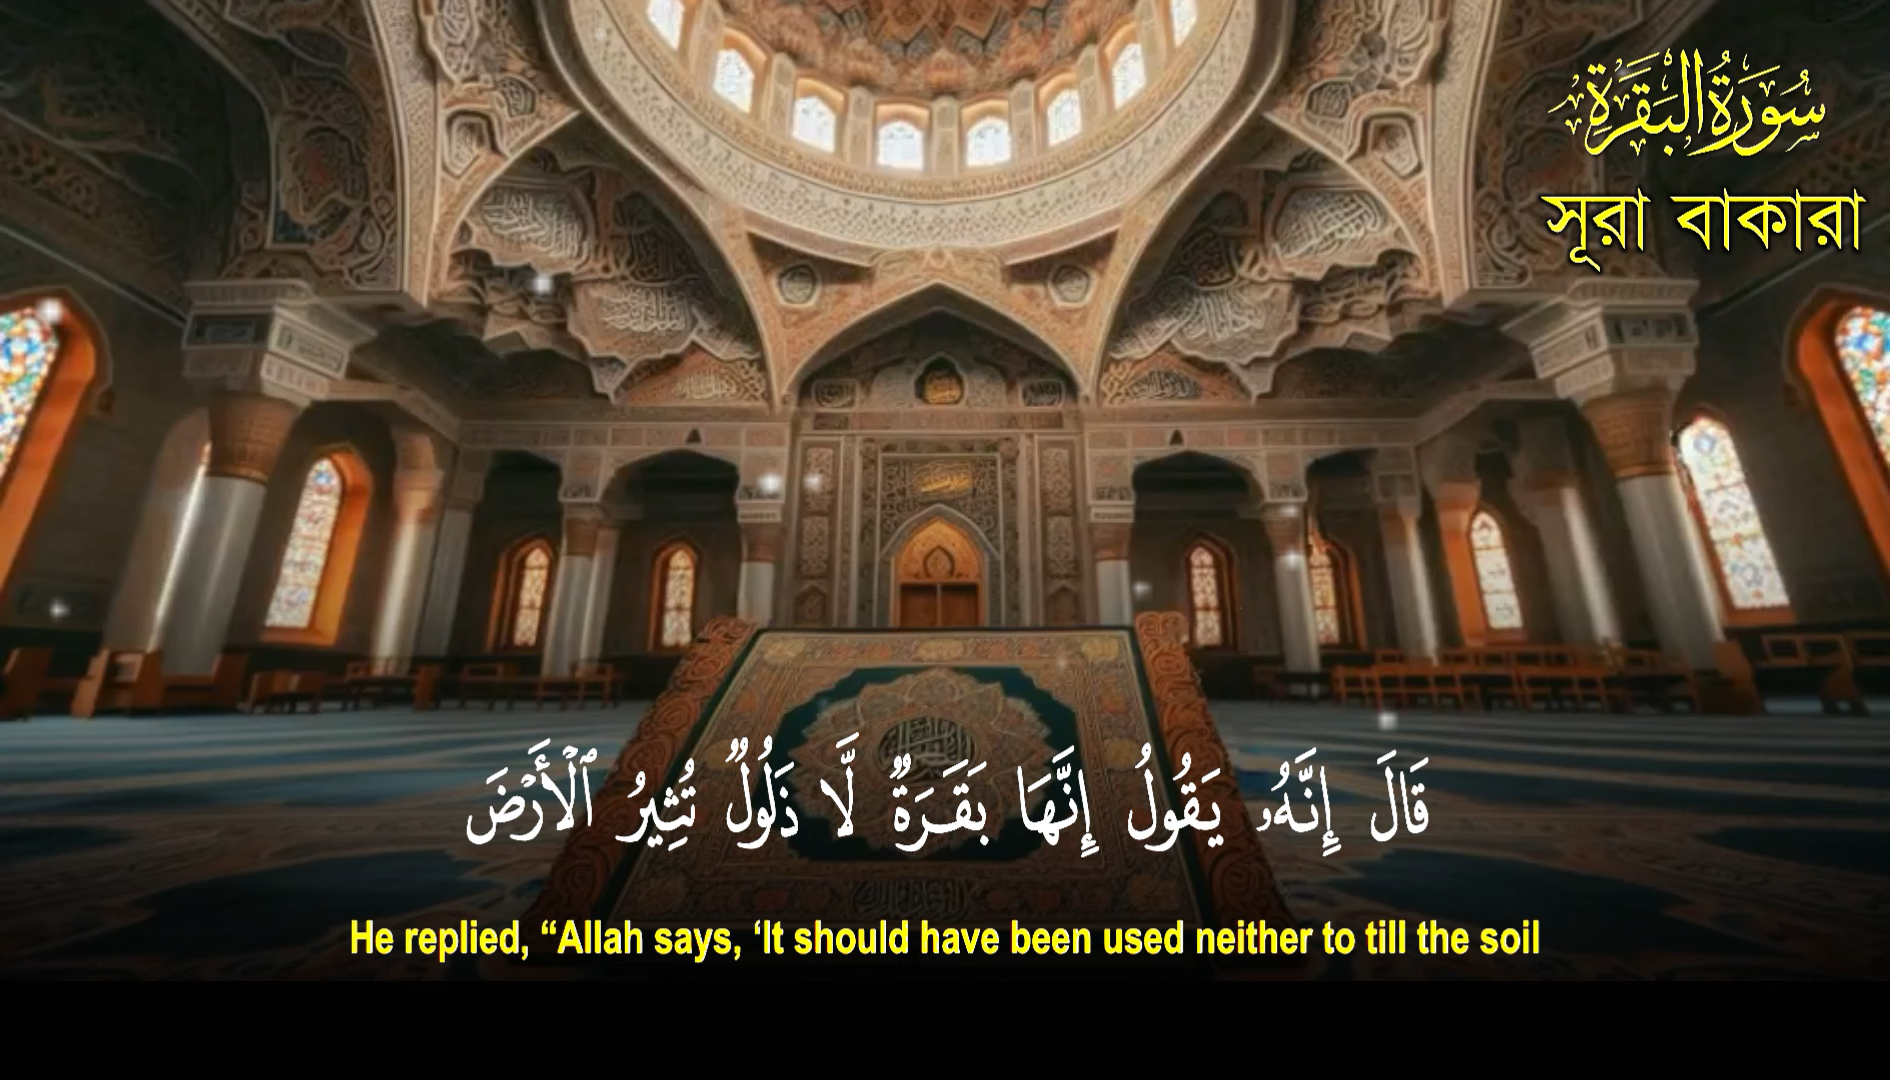 سُورَةُ البَقَرَةِ
সূরা বাকারা
قَالَ إِنَّهُۥ يَقُولُ إِنَّهَا بَقَرَةٌ لَّا ذَلُولٌ تُثِيرُ ٱلْأَرْضَ
He replied, “Allah says, ‘It should have been used neither to till the soil